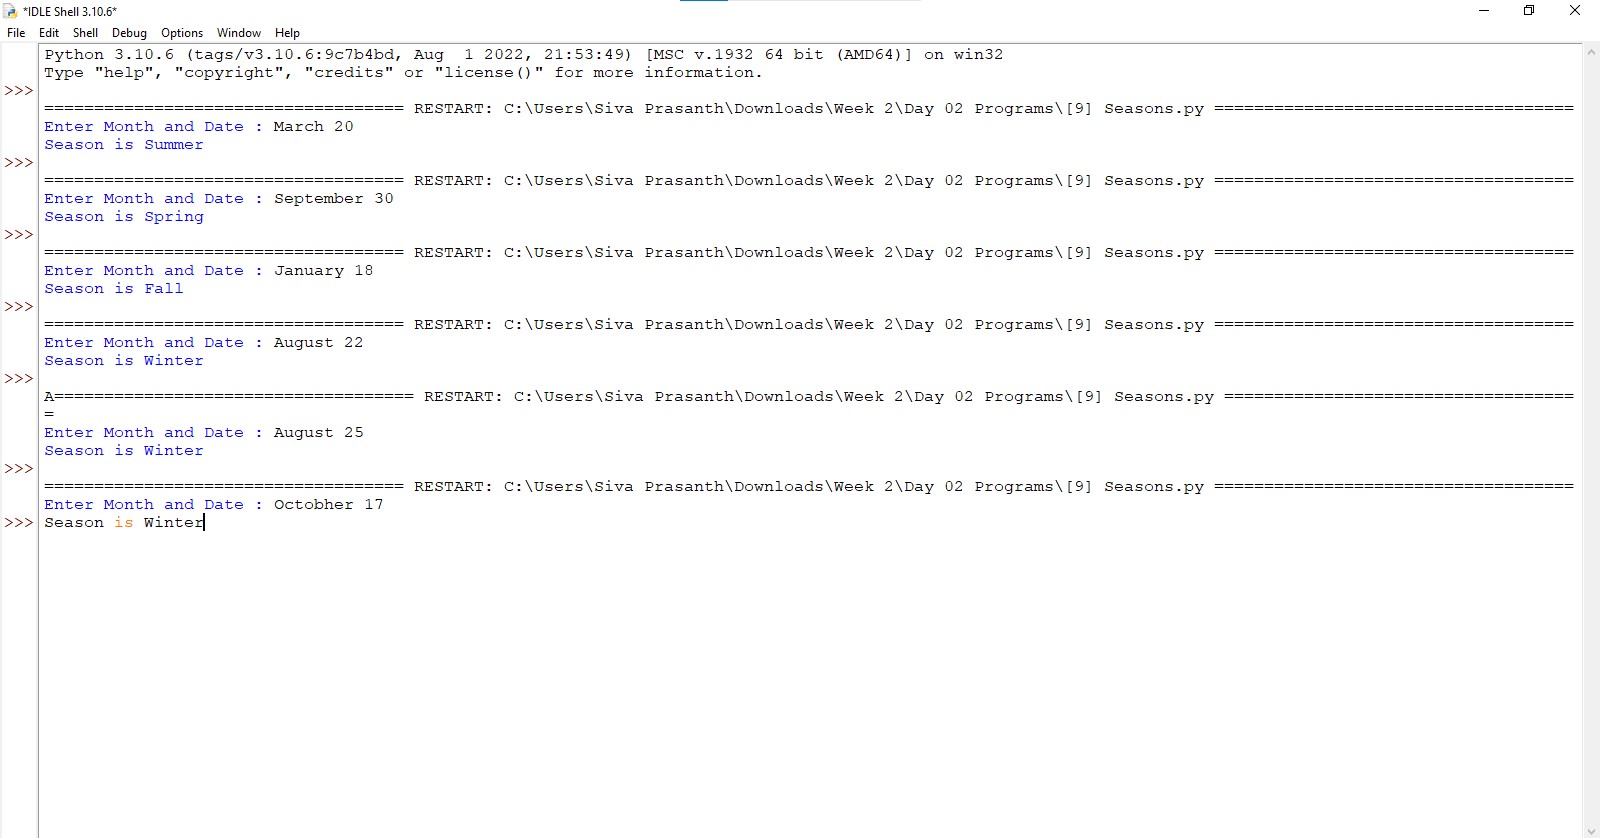 *IDLE Shell 3.10.6*
File Edit Shell Debug Options Window Help
Python 3.10.6 (tags/v3.10.6:9c7b4bd, Aug  1 2022, 21:53:49) [MSC v.1932 64 bit (AMD64)] on win32
Type "help", "copyright", "credits" or "license()" for more information.
>>>
==================================== RESTART: C:\Users\Siva Prasanth\Downloads\Week 2\Day 02 Programs\[9] Seasons.py ====================================
Enter Month and Date : March 20
Season is Summer
>>>
==================================== RESTART: C:\Users\Siva Prasanth\Downloads\Week 2\Day 02 Programs\[9] Seasons.py ====================================
Enter Month and Date : September 30
Season is Spring
>>>
==================================== RESTART: C:\Users\Siva Prasanth\Downloads\Week 2\Day 02 Programs\[9] Seasons.py ====================================
Enter Month and Date : January 18
Season is Fall
>>>
==================================== RESTART: C:\Users\Siva Prasanth\Downloads\Week 2\Day 02 Programs\[9] Seasons.py ====================================
Enter Month and Date : August 22
Season is Winter
>>>
A==================================== RESTART: C:\Users\Siva Prasanth\Downloads\Week 2\Day 02 Programs\[9] Seasons.py ===================================
=
Enter Month and Date : August 25
Season is Winter
>>>
==================================== RESTART: C:\Users\Siva Prasanth\Downloads\Week 2\Day 02 Programs\[9] Seasons.py ====================================
Enter Month and Date : Octobher 17
>>> Season is Winter